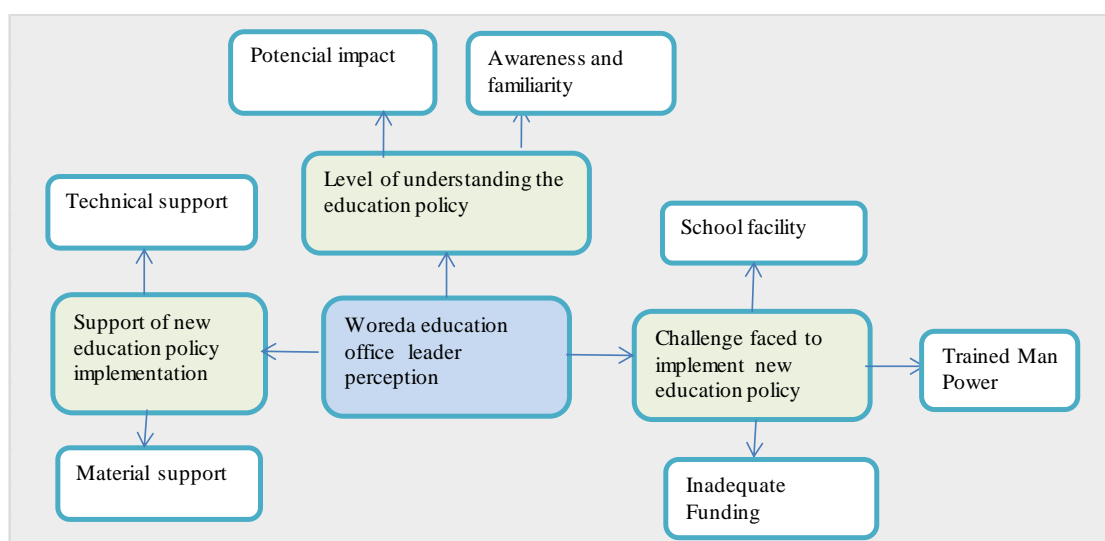 Potencial impact
Awareness and
familiarity
Level of understanding the
education policy
Technical support
School facility
Support of new
education policy
implementation
Woreda education
office leader
perception
Challenge faced to
implement new
education policy
Trained Man
Power
Material support
Inadequate
Funding